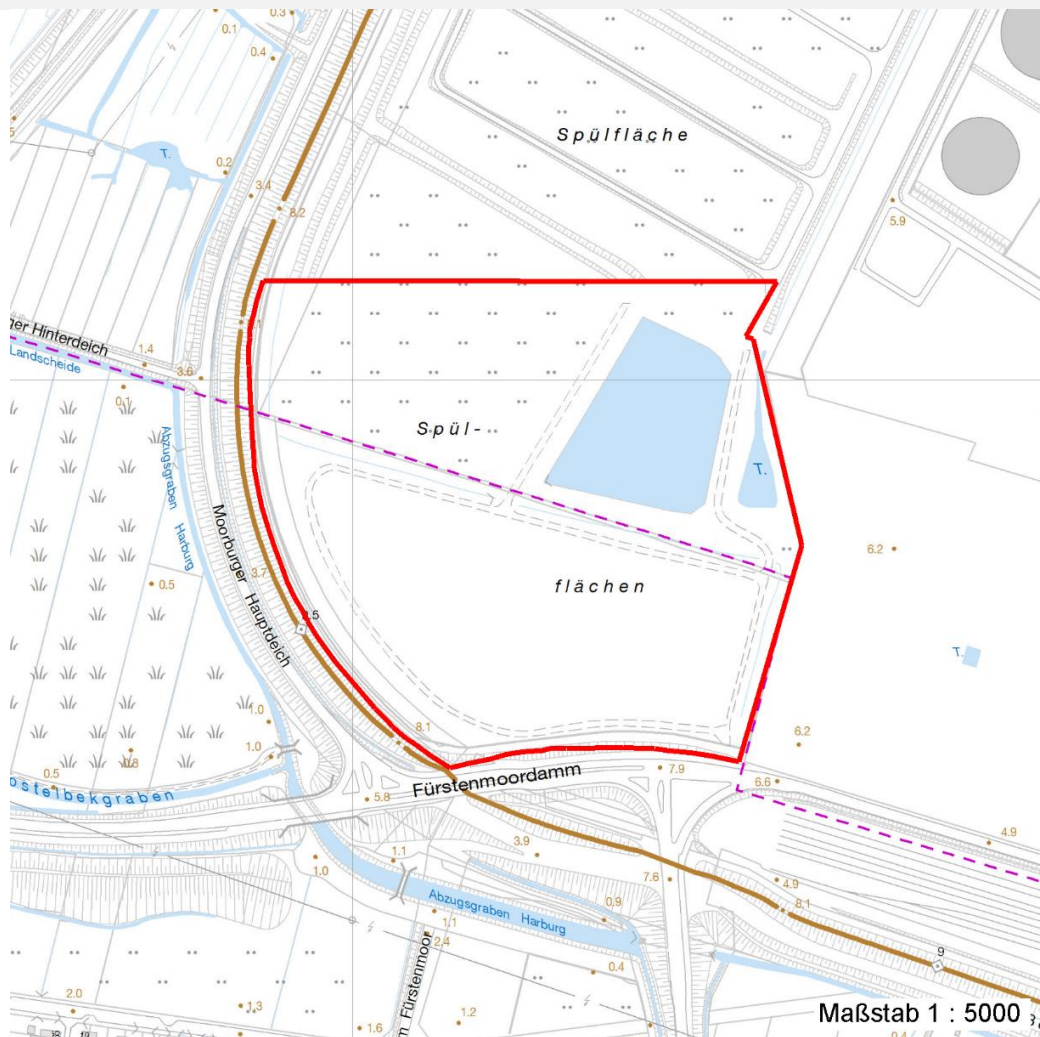 0.3
0.1
0.4
Spülfläche
T.
0.2
3.4
8.2
5.9
ger Hinterdeich
Landscheide
1.4
3.6
0.1
Spül-
Abzugsgraben Harburg
T.
6.2
Moorburger Hauptdeich
3.7
0.5
flächen
T.
1.0
8.1
1.0
6.2
0.5
0.8
ostelbekgraben
Fürstenmoordamm
7.9
6.6
5.8
4.9
3.9
1.1
1.0
7.6
4.9
8.1
Abzugsgraben Harburg
0.9
1.1
2.4
9
m Fürstenmoor
0.4
2.0
1.3
1.2
1.6
7.6
Maßstab 1 : 5000